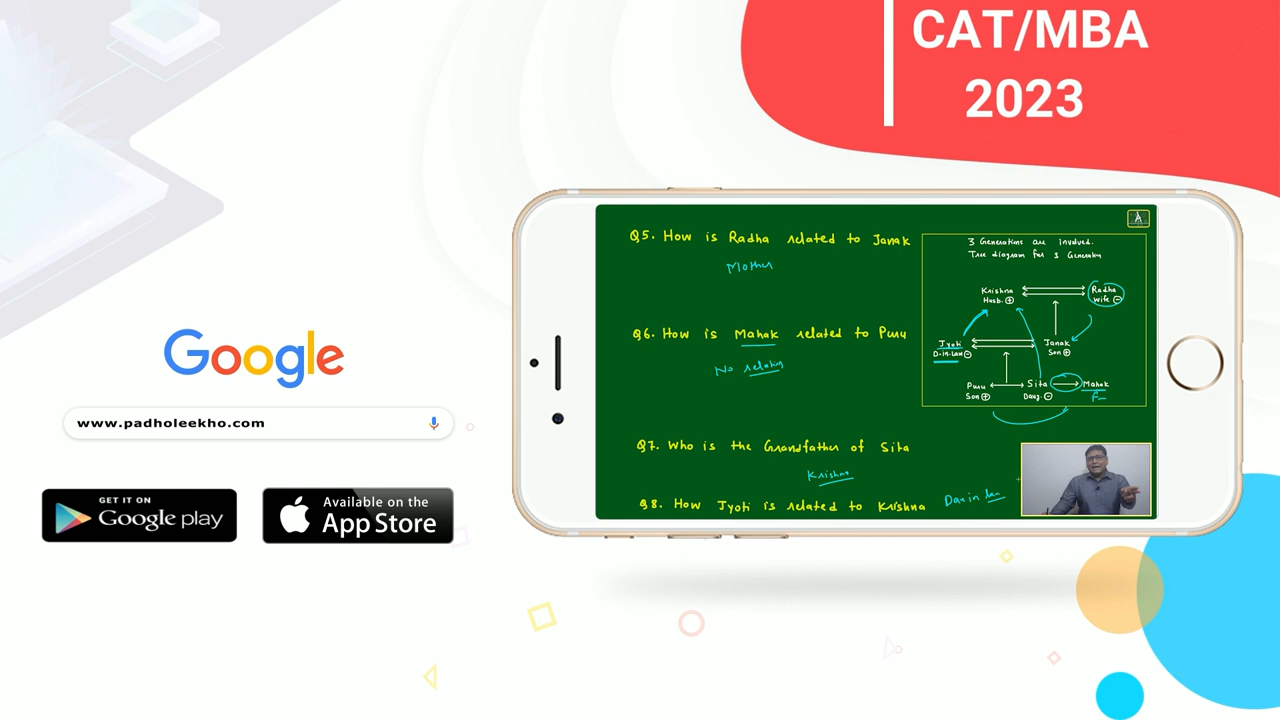 CAT/MBA
2023
Google
www.padholeekho.com
GET IT ON
Google play
Available on the
App Store
Q5. How is Radha related to Janak
Mother
Q6. How is Mahak related to Puru
No relation
Q7. Who is the Grandfather of Sita
Krishna
Q8. How Jyoti is related to Krishna
Dau in law
3 Generations are involved.
Tree diagram for 3 Generation
Krishna
Husb. +
Radha
Wife -
Jyoti
D-in-Law -
Janak
Son +
Puru
Son +
Sita
Daug. -
Mahak
F